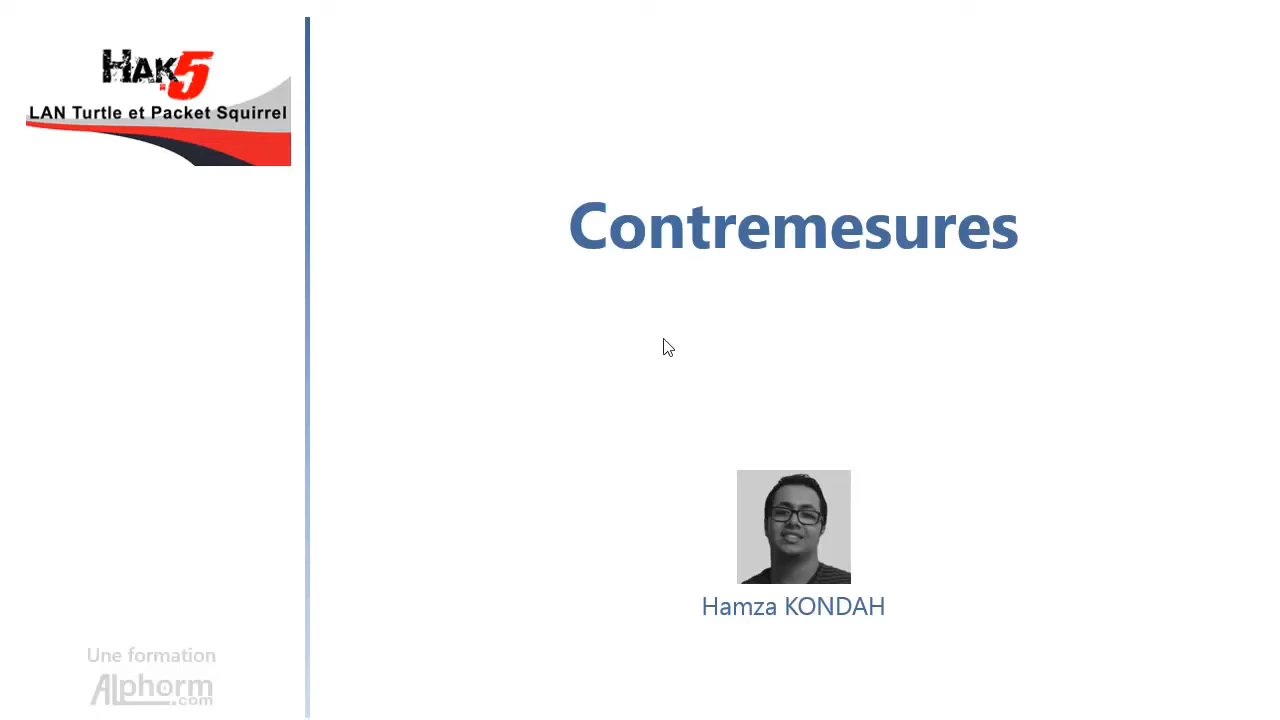 HAK5
LAN Turtle et Packet Squirrel
Contremesures
Hamza KONDAH
Une formation
Alphorm
.com